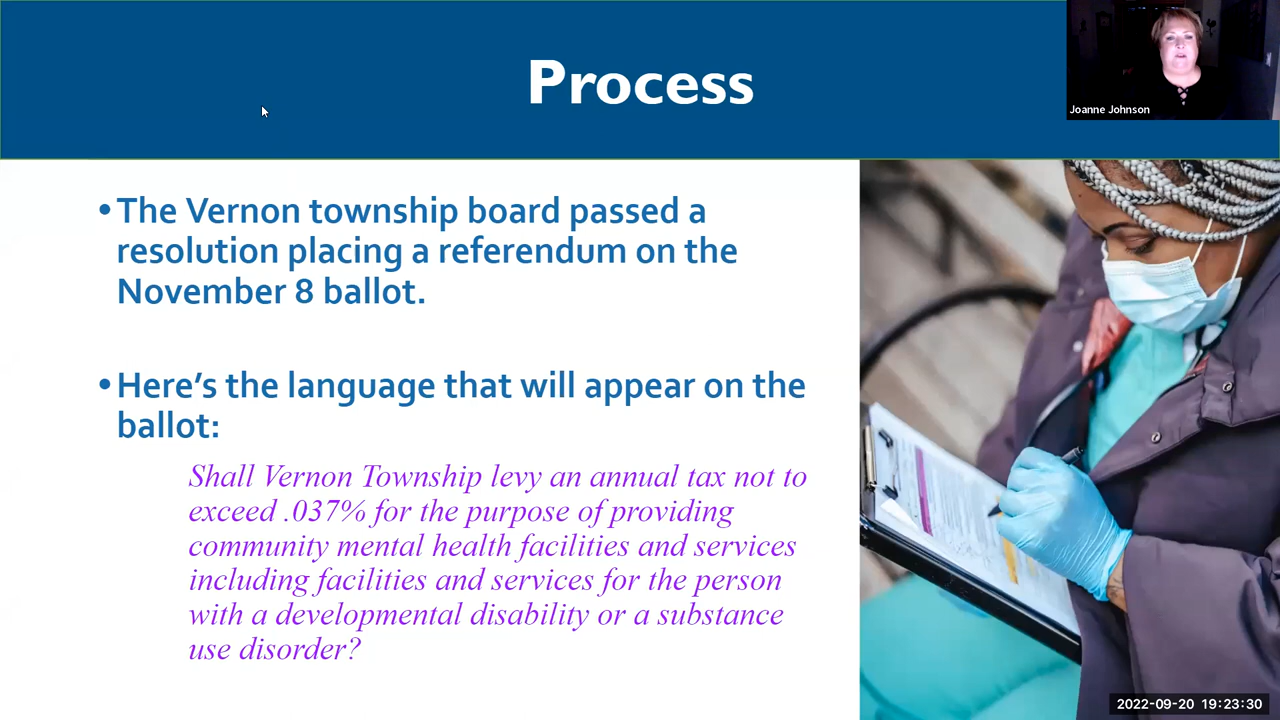 Process
Joanne Johnson
•The Vernon township board passed a
resolution placing a referendum on the
November 8 ballot.
•Here’s the language that will appear on the
ballot:
Shall Vernon Township levy an annual tax not to
exceed .037% for the purpose of providing
community mental health facilities and services
including facilities and services for the person
with a developmental disability or a substance
use disorder?
2022-09-20 19:23:30